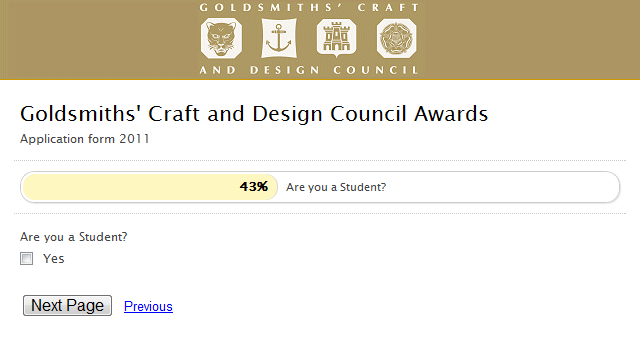 GOLDSMITHS' CRAFT
AND DESIGN COUNCIL
Goldsmiths' Craft and Design Council Awards
Application form 2011
43% Are you a Student?
Are you a Student?
Yes
Next Page Previous